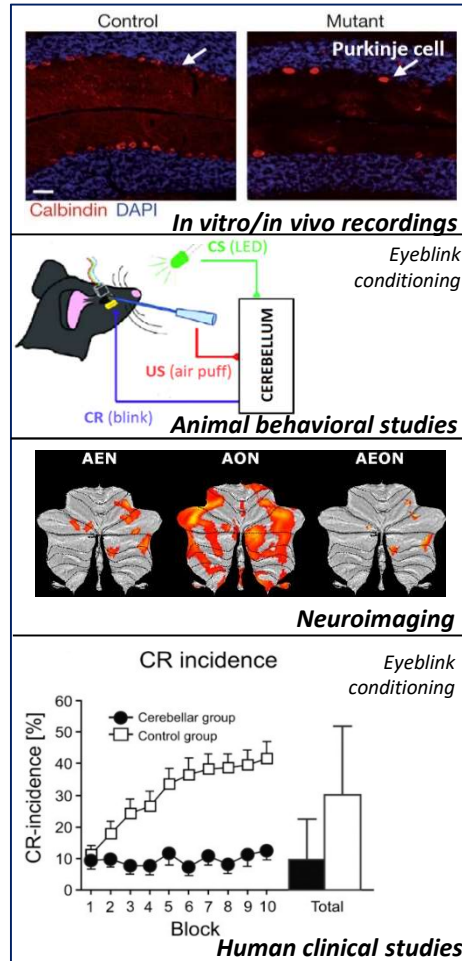 Control Mutant
Purkinje cell
Calbindin DAPI
In vitro/in vivo recordings
CS (LED)
Eyeblink
conditioning
CEREBELLUM
US (air puff)
CR (blink)
Animal behavioral studies
AEN AON AEON
Neuroimaging
CR incidence
Eyeblink
conditioning
CR-incidence [%]
60
50
40
30
20
10
0
Cerebellar group
Control group
1 2 3 4 5 6 7 8 9 10 Total
Block
Human clinical studies